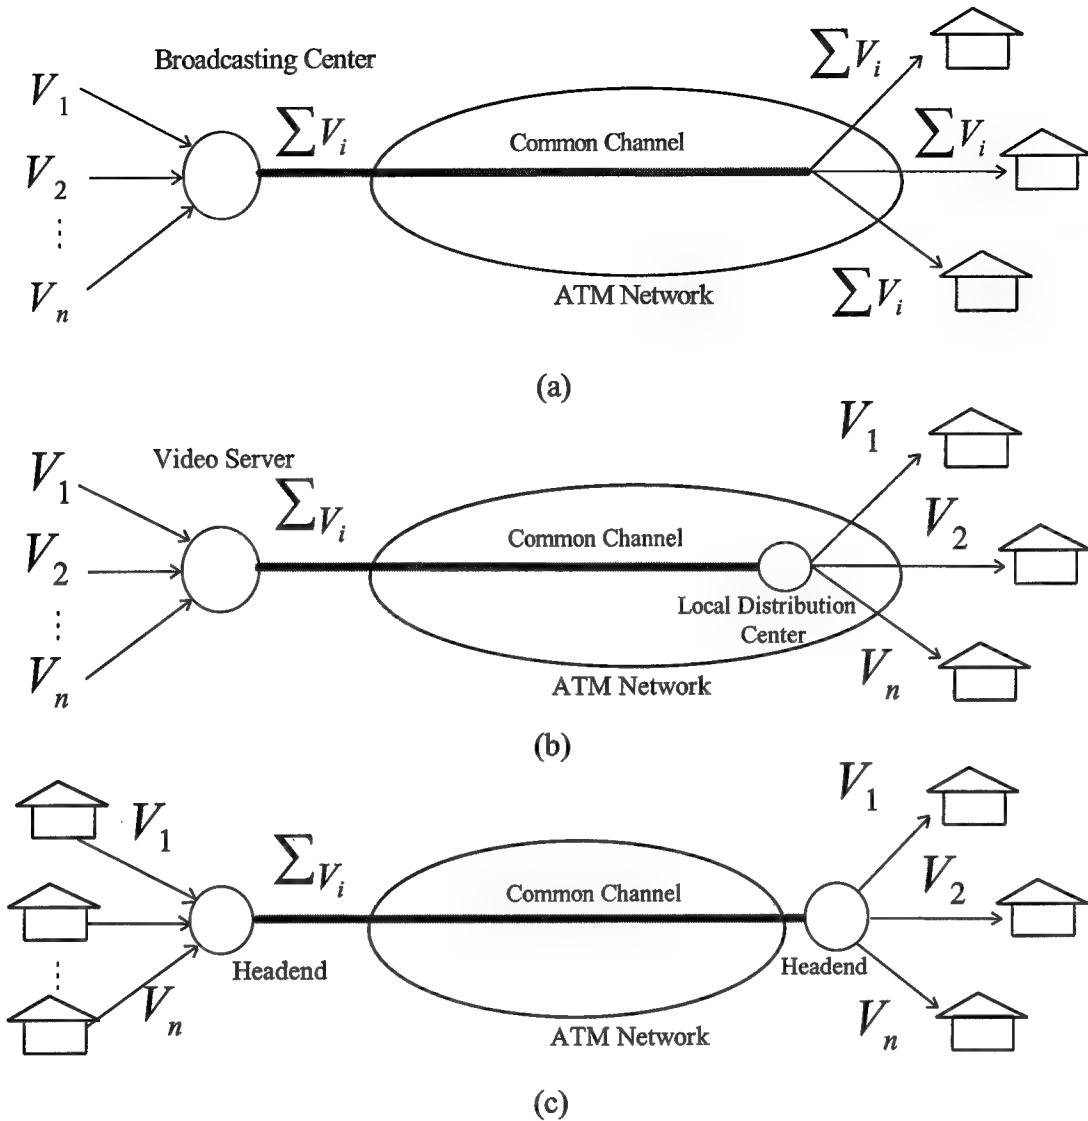 Broadcasting Center
V₁
V₂
⋮
Vₙ
∑Vᵢ
Common Channel
∑Vᵢ
∑Vᵢ
∑Vᵢ
ATM Network
(a)
Video Server
V₁
V₂
⋮
Vₙ
∑Vᵢ
Common Channel
Local Distribution
Center
V₁
V₂
Vₙ
ATM Network
(b)
V₁
⋮
Vₙ
∑Vᵢ
Headend
Common Channel
Headend
V₁
V₂
Vₙ
ATM Network
(c)